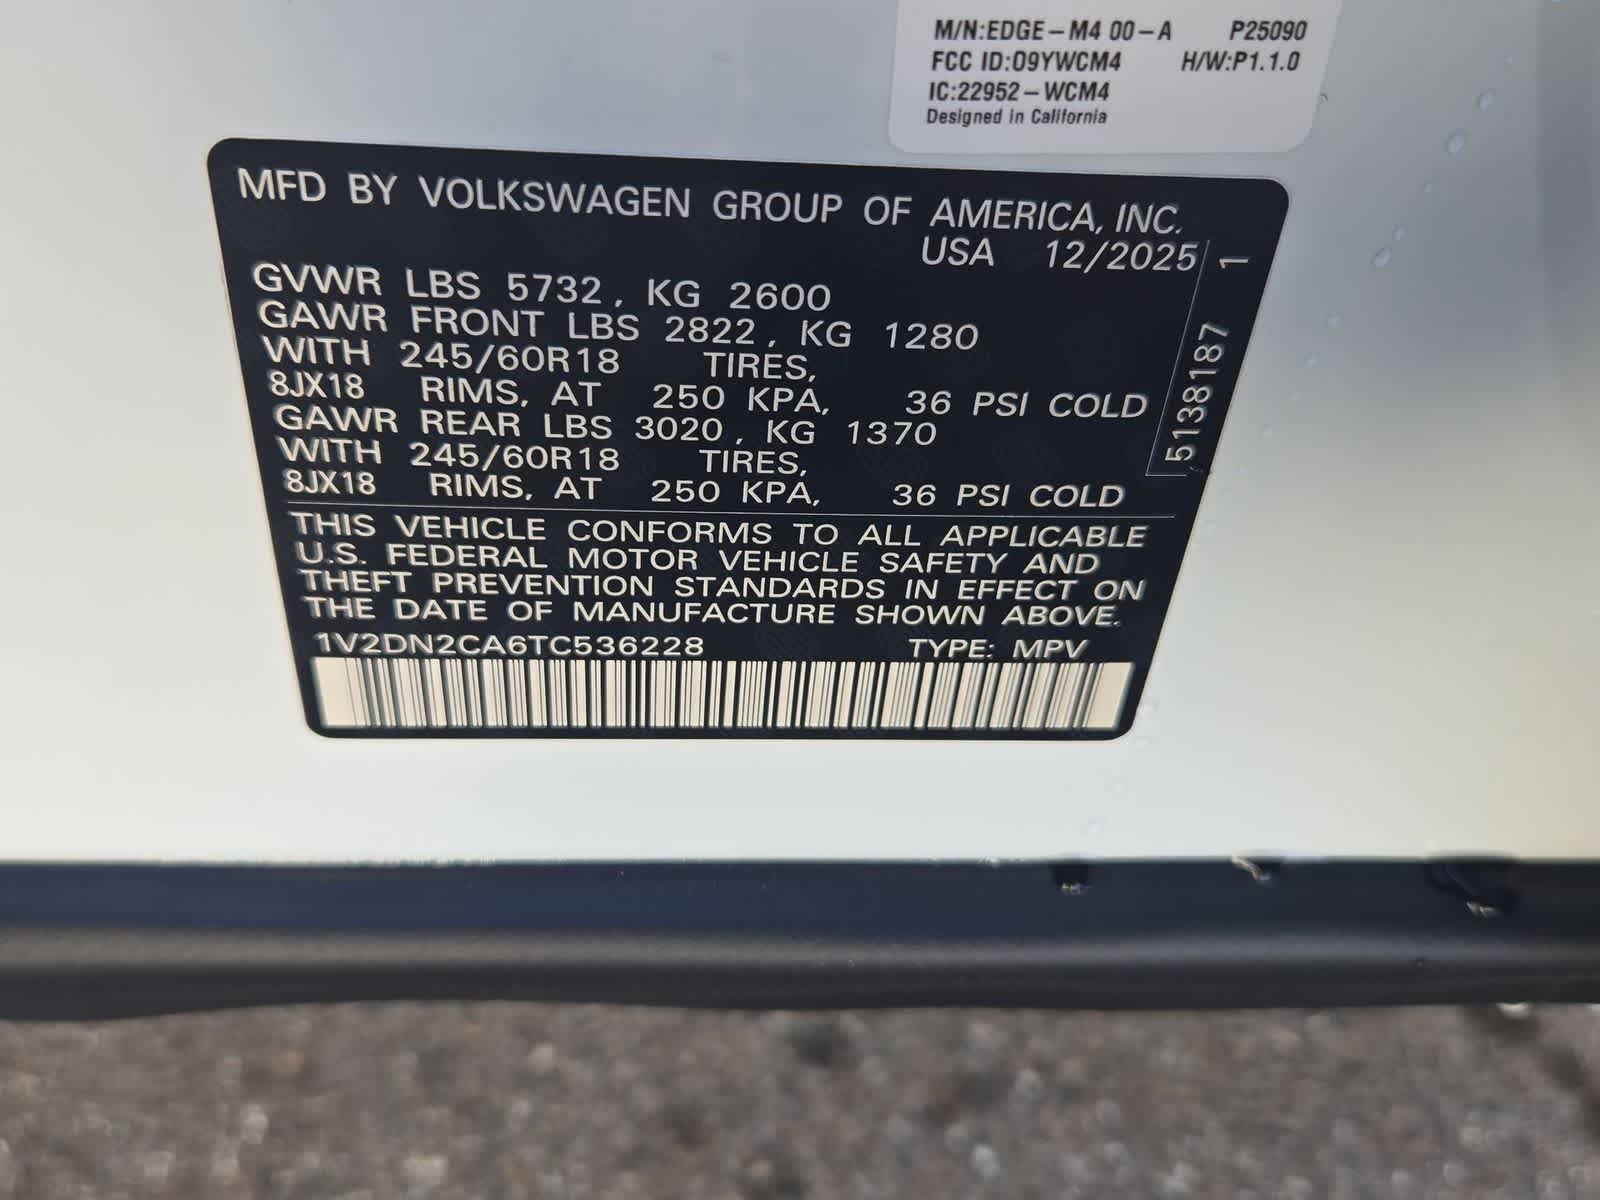 M/N:EDGE-M4 00-A P25090
FCC ID:O9YWCM4 H/W:P1.1.0
IC:22952-WCM4
Designed in California
MFD BY VOLKSWAGEN GROUP OF AMERICA, INC.
USA 12/2025
GVWR LBS 5732, KG 2600
GAWR FRONT LBS 2822, KG 1280
WITH 245/60R18 TIRES,
8JX18 RIMS, AT 250 KPA, 36 PSI COLD
GAWR REAR LBS 3020, KG 1370
WITH 245/60R18 TIRES,
8JX18 RIMS, AT 250 KPA, 36 PSI COLD
5138187 1
THIS VEHICLE CONFORMS TO ALL APPLICABLE
U.S. FEDERAL MOTOR VEHICLE SAFETY AND
THEFT PREVENTION STANDARDS IN EFFECT ON
THE DATE OF MANUFACTURE SHOWN ABOVE.
1V2DN2CA6TC536228 TYPE: MPV